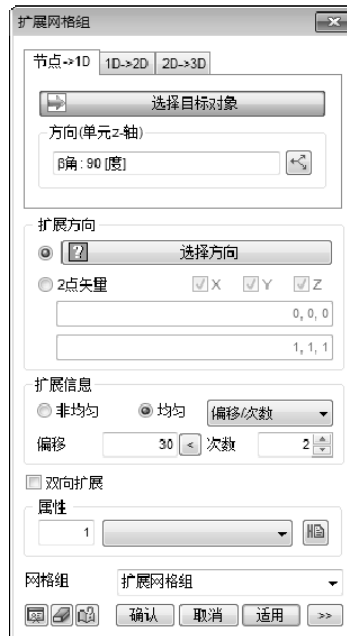 扩展网格组
节点->1D 1D->2D 2D->3D
选择目标对象
方向(单元z-轴)
β角: 90 [度]
扩展方向
选择方向
2点矢量 X Y Z
0, 0, 0
1, 1, 1
扩展信息
非均匀 均匀 偏移/次数
偏移 30 < 次数 2
双向扩展
属性
1
网格组 扩展网格组
确认 取消 适用 >>